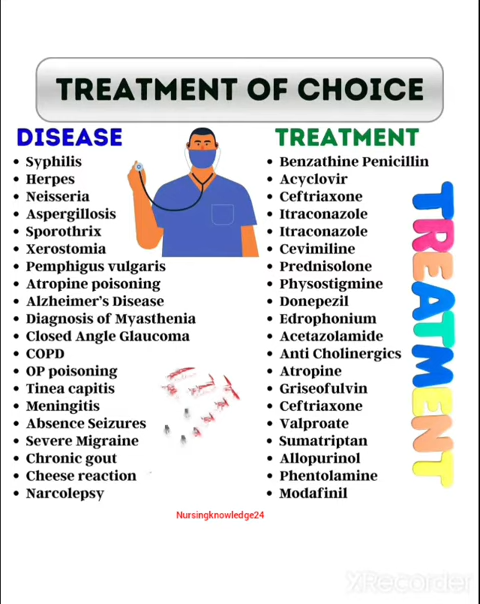 TREATMENT OF CHOICE
DISEASE
• Syphilis
• Herpes
• Neisseria
• Aspergillosis
• Sporothrix
• Xerostomia
• Pemphigus vulgaris
• Atropine poisoning
• Alzheimer's Disease
• Diagnosis of Myasthenia
• Closed Angle Glaucoma
• COPD
• OP poisoning
• Tinea capitis
• Meningitis
• Absence Seizures
• Severe Migraine
• Chronic gout
• Cheese reaction
• Narcolepsy
TREATMENT
• Benzathine Penicillin
• Acyclovir
• Ceftriaxone
• Itraconazole
• Itraconazole
• Cevimiline
• Prednisolone
• Physostigmine
• Donepezil
• Edrophonium
• Acetazolamide
• Anti Cholinergics
• Atropine
• Griseofulvin
• Ceftriaxone
• Valproate
• Sumatriptan
• Allopurinol
• Phentolamine
• Modafinil
TREATMENT
Nursingknowledge24
XRecorder